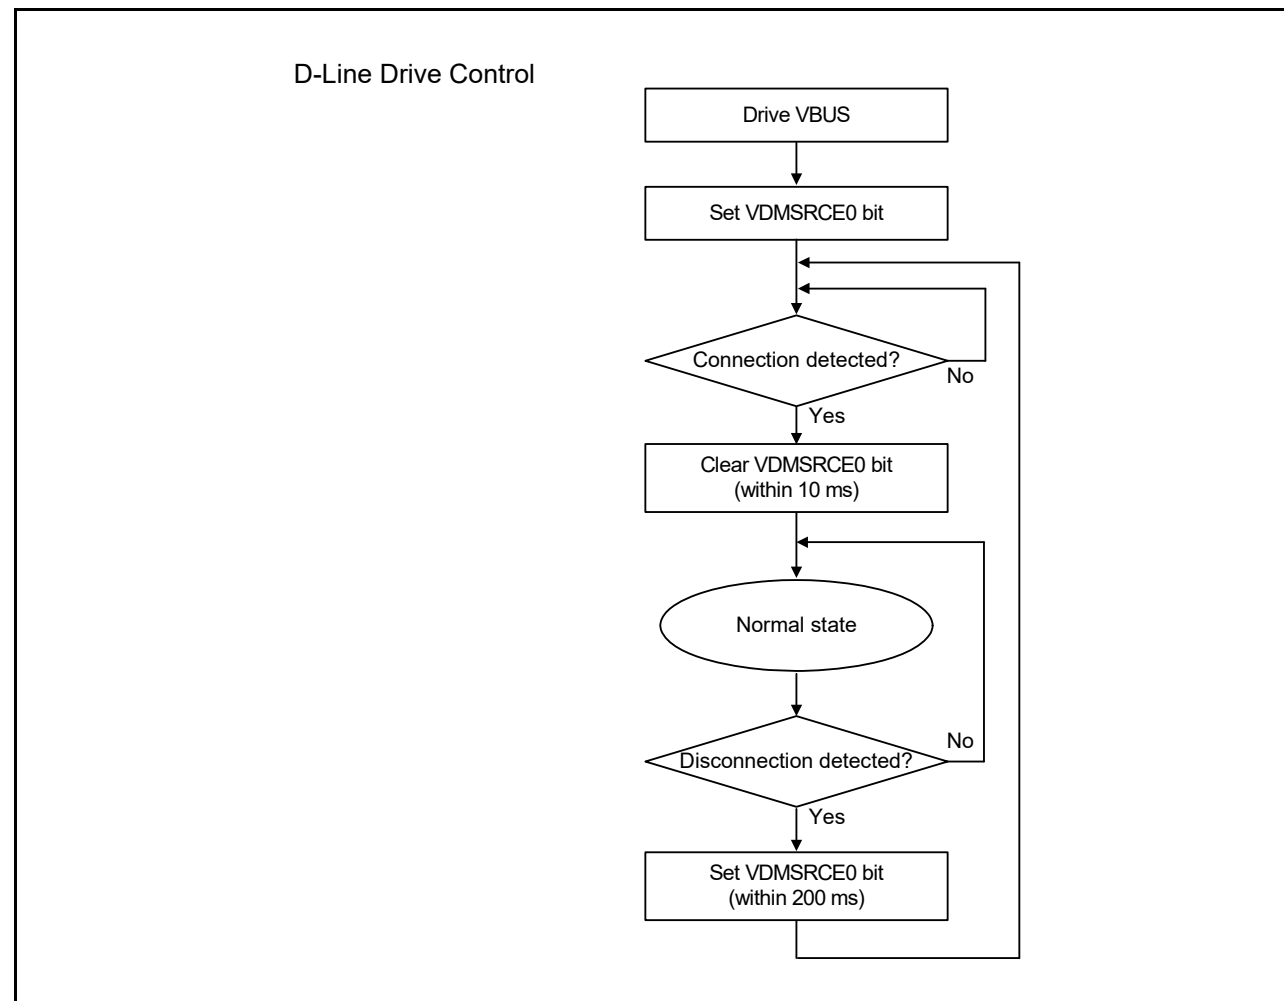 D-Line Drive Control
Drive VBUS
Set VDMSRCE0 bit
Connection detected?
No
Yes
Clear VDMSRCE0 bit
(within 10 ms)
Normal state
No
Disconnection detected?
Yes
Set VDMSRCE0 bit
(within 200 ms)